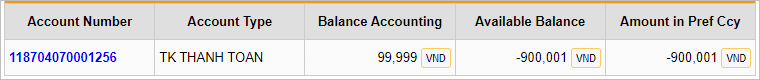 Account Number Account Type Balance Accounting Available Balance Amount in Pref Ccy
118704070001256 TK THANH TOAN 99,999 VND -900,001 VND -900,001 VND